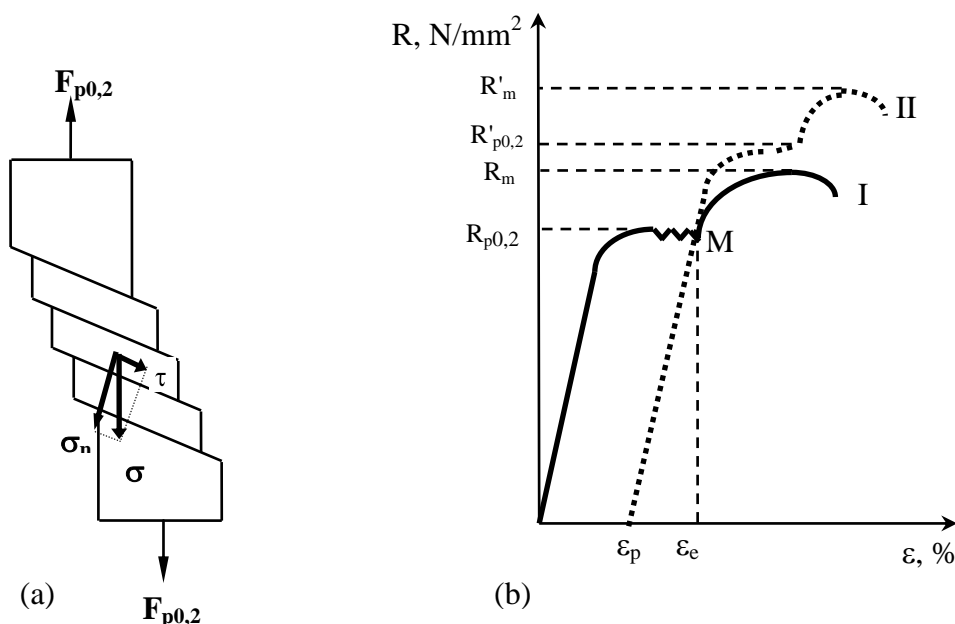 F_p0,2
τ
σ_n
σ
F_p0,2
(a)
R, N/mm²
R'_m
R'_p0,2
R_m
R_p0,2
II
I
M
ε_p
ε_e
ε, %
(b)